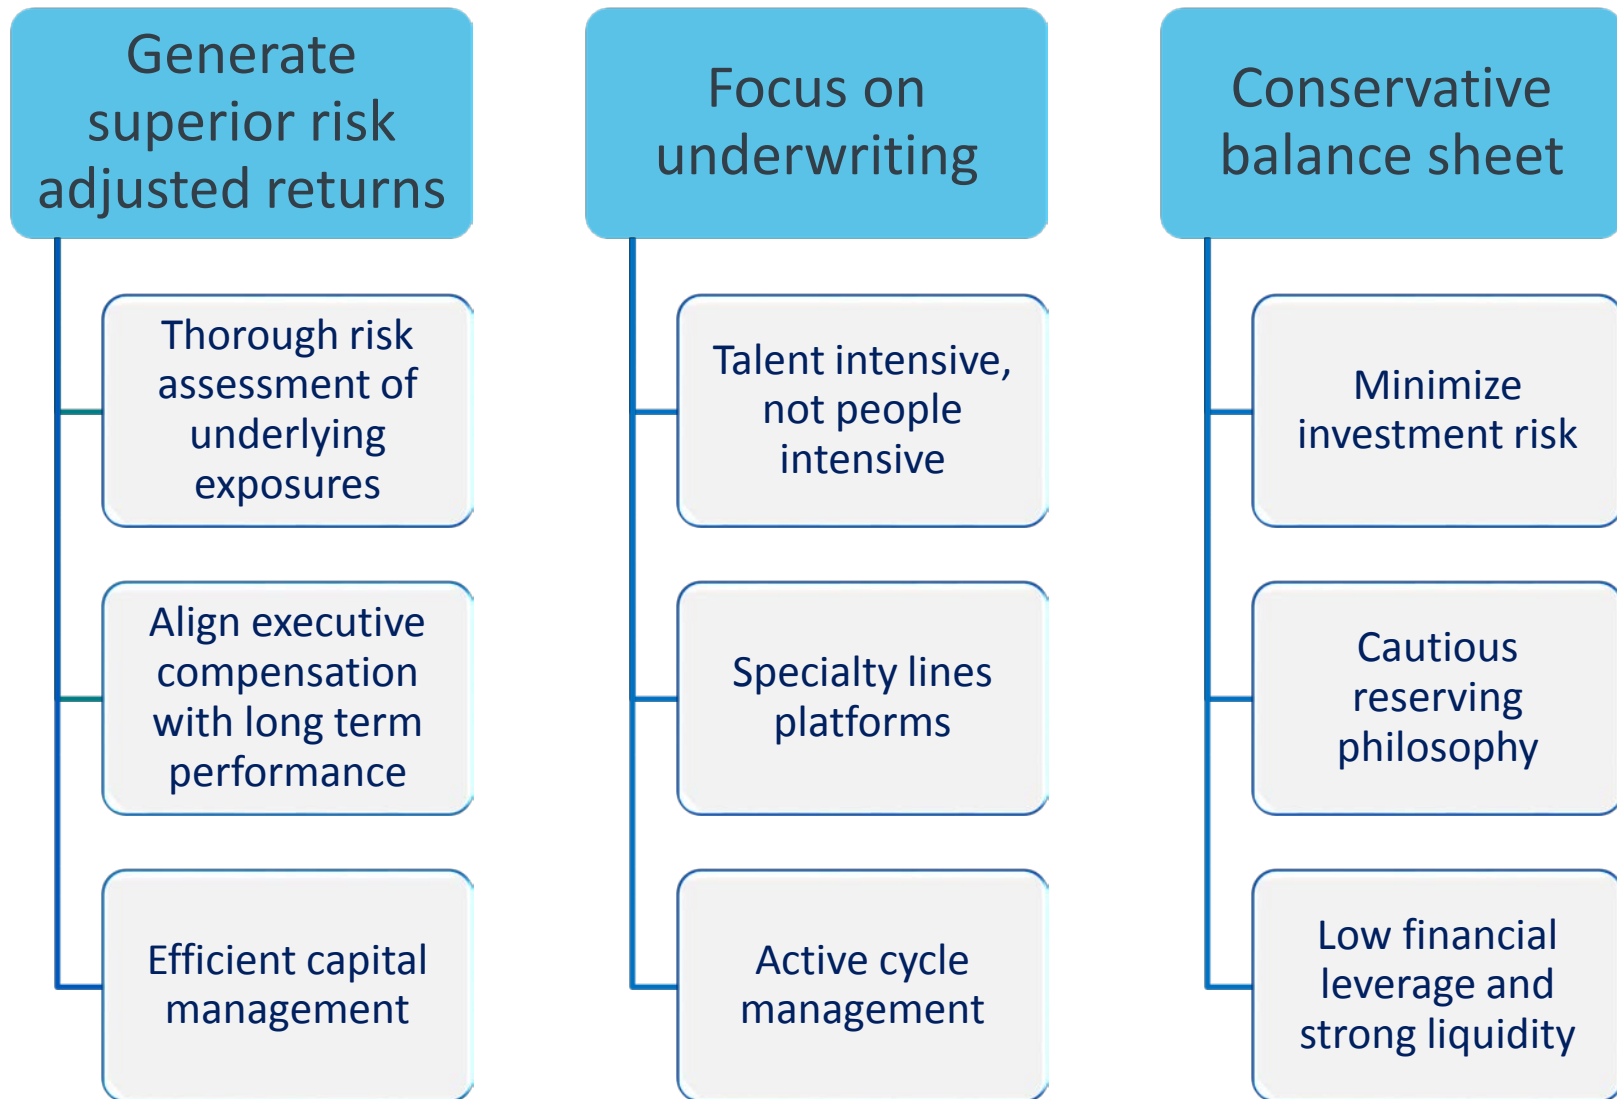 Generate
superior risk
adjusted returns
Thorough risk
assessment of
underlying
exposures
Align executive
compensation
with long term
performance
Efficient capital
management
Focus on
underwriting
Talent intensive,
not people
intensive
Specialty lines
platforms
Active cycle
management
Conservative
balance sheet
Minimize
investment risk
Cautious
reserving
philosophy
Low financial
leverage and
strong liquidity